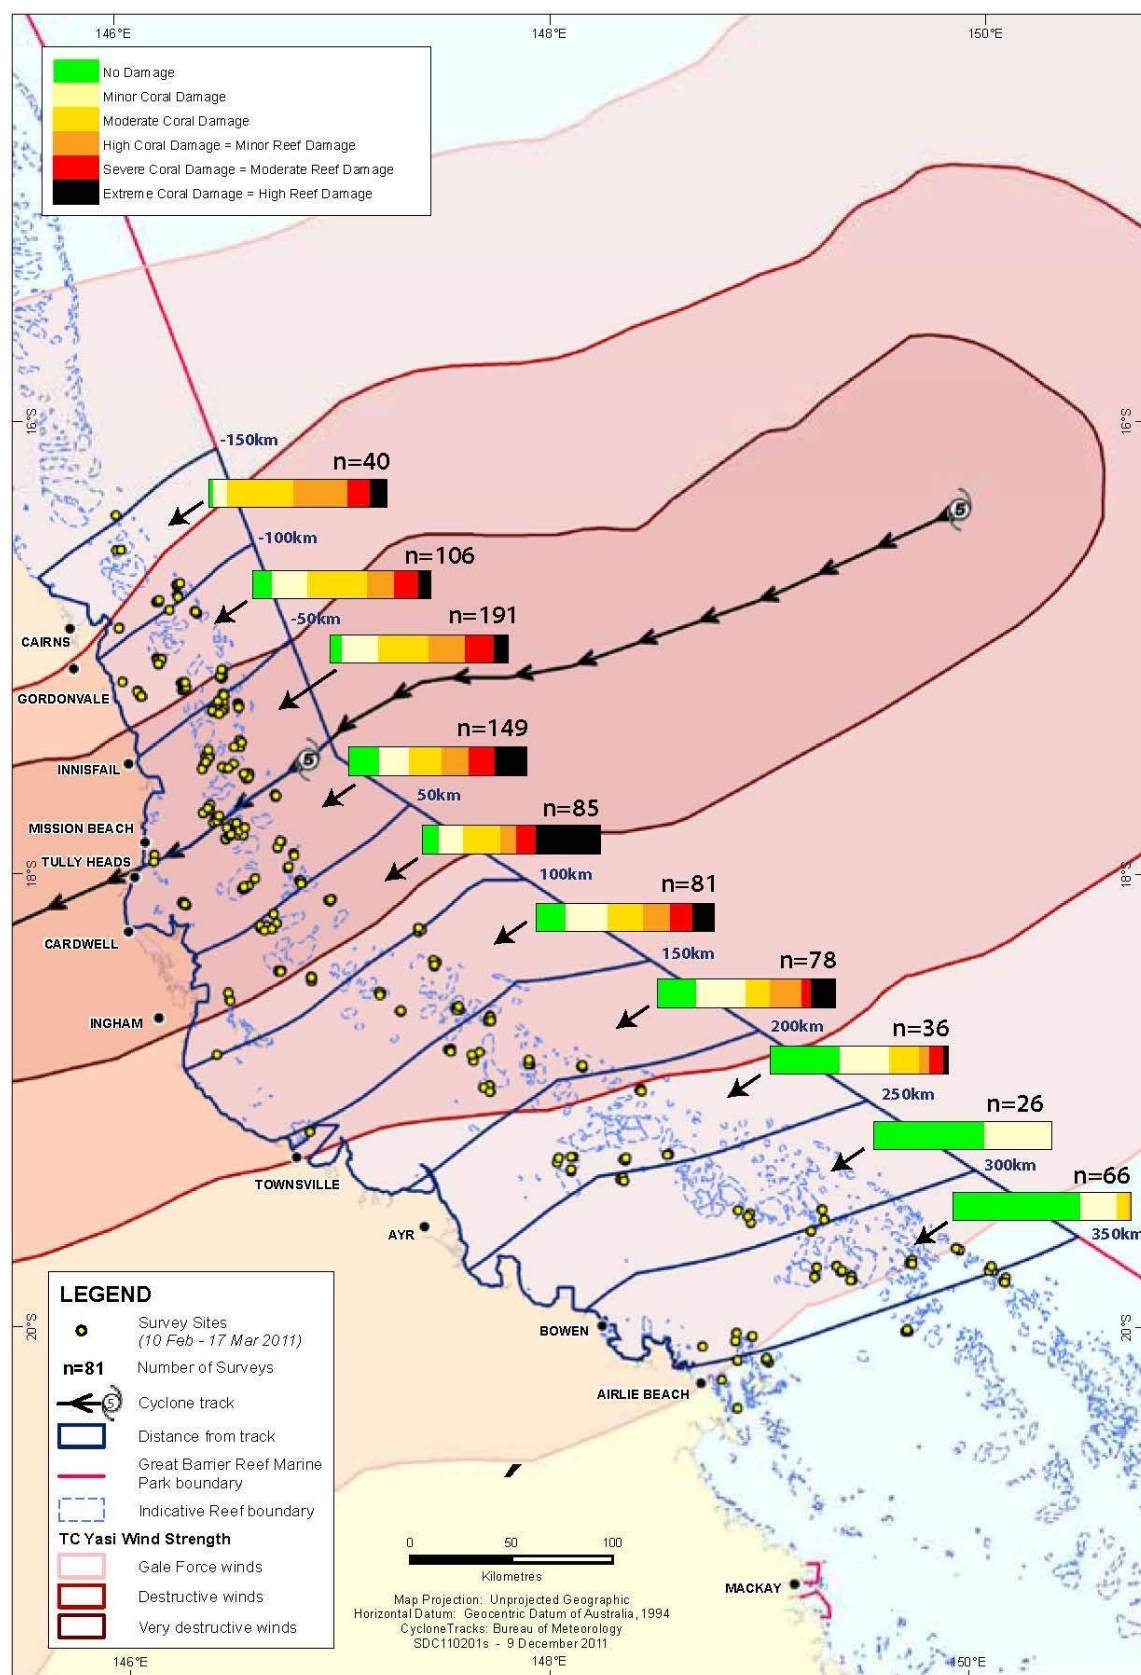 146°E
148°E
150°E
No Damage
Minor Coral Damage
Moderate Coral Damage
High Coral Damage = Minor Reef Damage
Severe Coral Damage = Moderate Reef Damage
Extreme Coral Damage = High Reef Damage
16°S
16°S
-150km
n=40
-100km
n=106
-50km
n=191
5
CAIRNS
GORDONVALE
INNISFAIL
5
n=149
50km
n=85
MISSION BEACH
TULLY HEADS
18°S
18°S
100km
n=81
CARDWELL
150km
n=78
INGHAM
200km
n=36
250km
n=26
300km
n=66
350km
TOWNSVILLE
AYR
BOWEN
AIRLIE BEACH
20°S
20°S
MACKAY
LEGEND
Survey Sites
(10 Feb - 17 Mar 2011)
n=81 Number of Surveys
5 Cyclone track
Distance from track
Great Barrier Reef Marine
Park boundary
Indicative Reef boundary
TC Yasi Wind Strength
Gale Force winds
Destructive winds
Very destructive winds
0 50 100
Kilometres
Map Projection: Unprojected Geographic
Horizontal Datum: Geocentric Datum of Australia, 1994
CycloneTracks: Bureau of Meteorology
SDC110201s - 9 December 2011
146°E
148°E
150°E